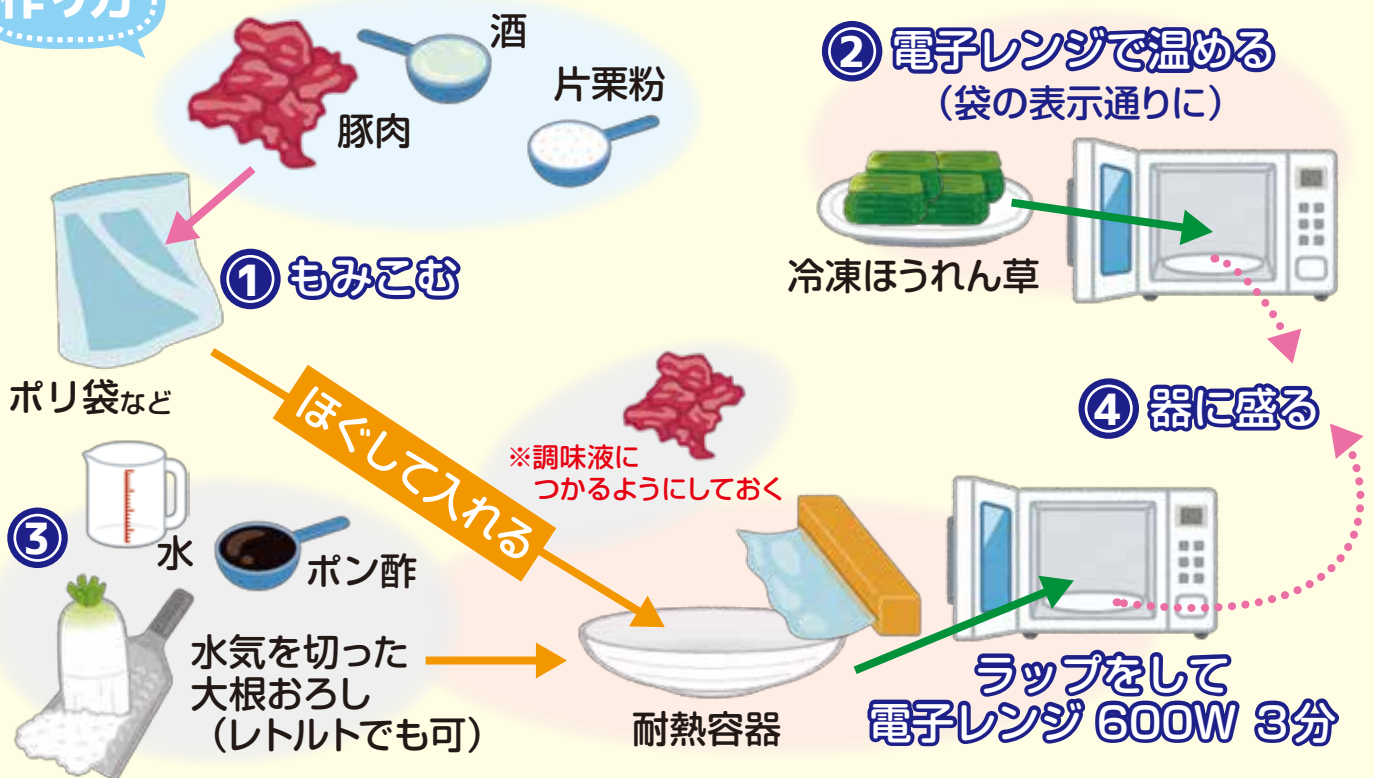 作り方
豚肉
酒
片栗粉
① もみこむ
ポリ袋など
② 電子レンジで温める
（袋の表示通りに）
冷凍ほうれん草
③
水
ポン酢
水気を切った
大根おろし
（レトルトでも可）
ほぐして入れる
※調味液に
つかるようにしておく
耐熱容器
ラップをして
電子レンジ 600W 3分
④ 器に盛る